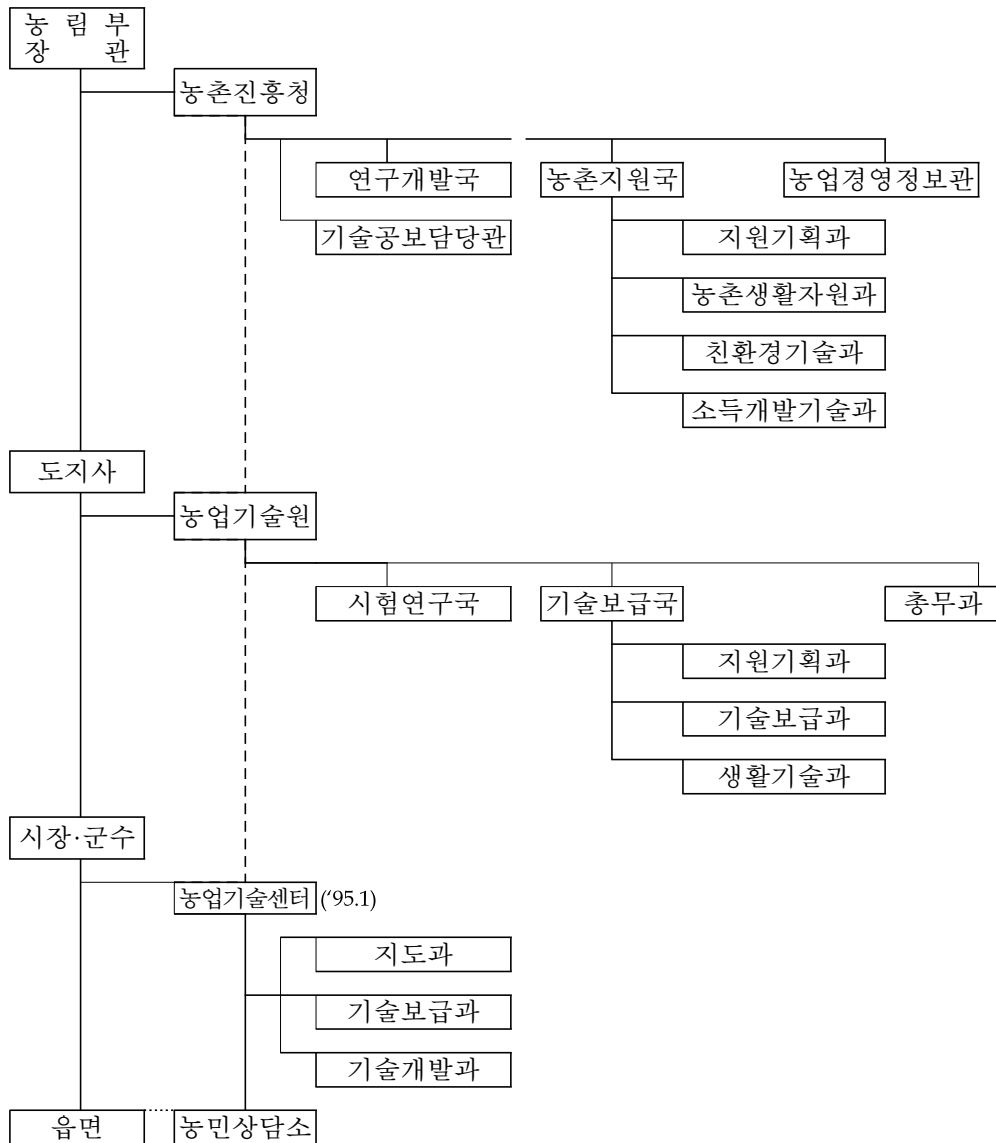 농 림 부
장 관
농촌진흥청
연구개발국
농촌지원국
농업경영정보관
기술공보담당관
지원기획과
농촌생활자원과
친환경기술과
소득개발기술과
도지사
농업기술원
시험연구국
기술보급국
총무과
지원기획과
기술보급과
생활기술과
시장·군수
농업기술센터 (‘95.1)
지도과
기술보급과
기술개발과
읍면
농민상담소